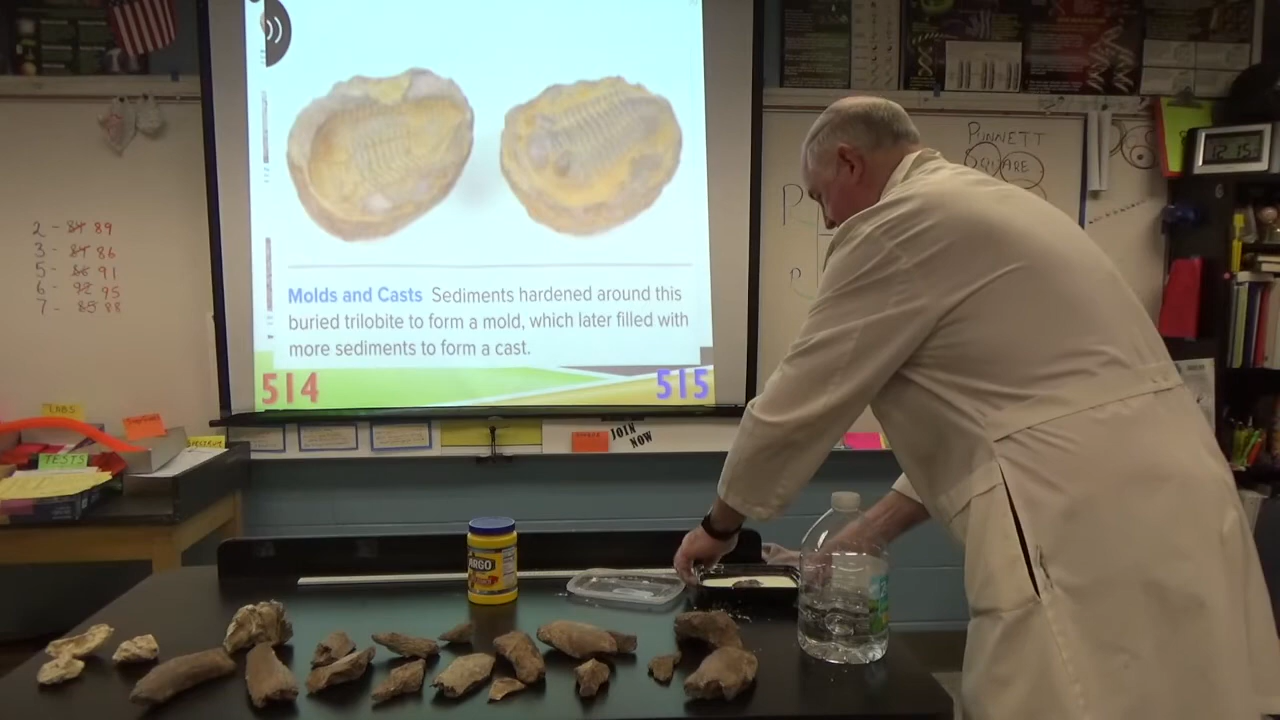 PUNNETT
SQUARE
12:15
2 - 84 89
3 - 84 86
5 - 86 91
6 - 92 95
7 - 85 88
Molds and Casts Sediments hardened around this
buried trilobite to form a mold, which later filled with
more sediments to form a cast.
514
515
LABS
TESTS
JOIN
NOW
ARGO